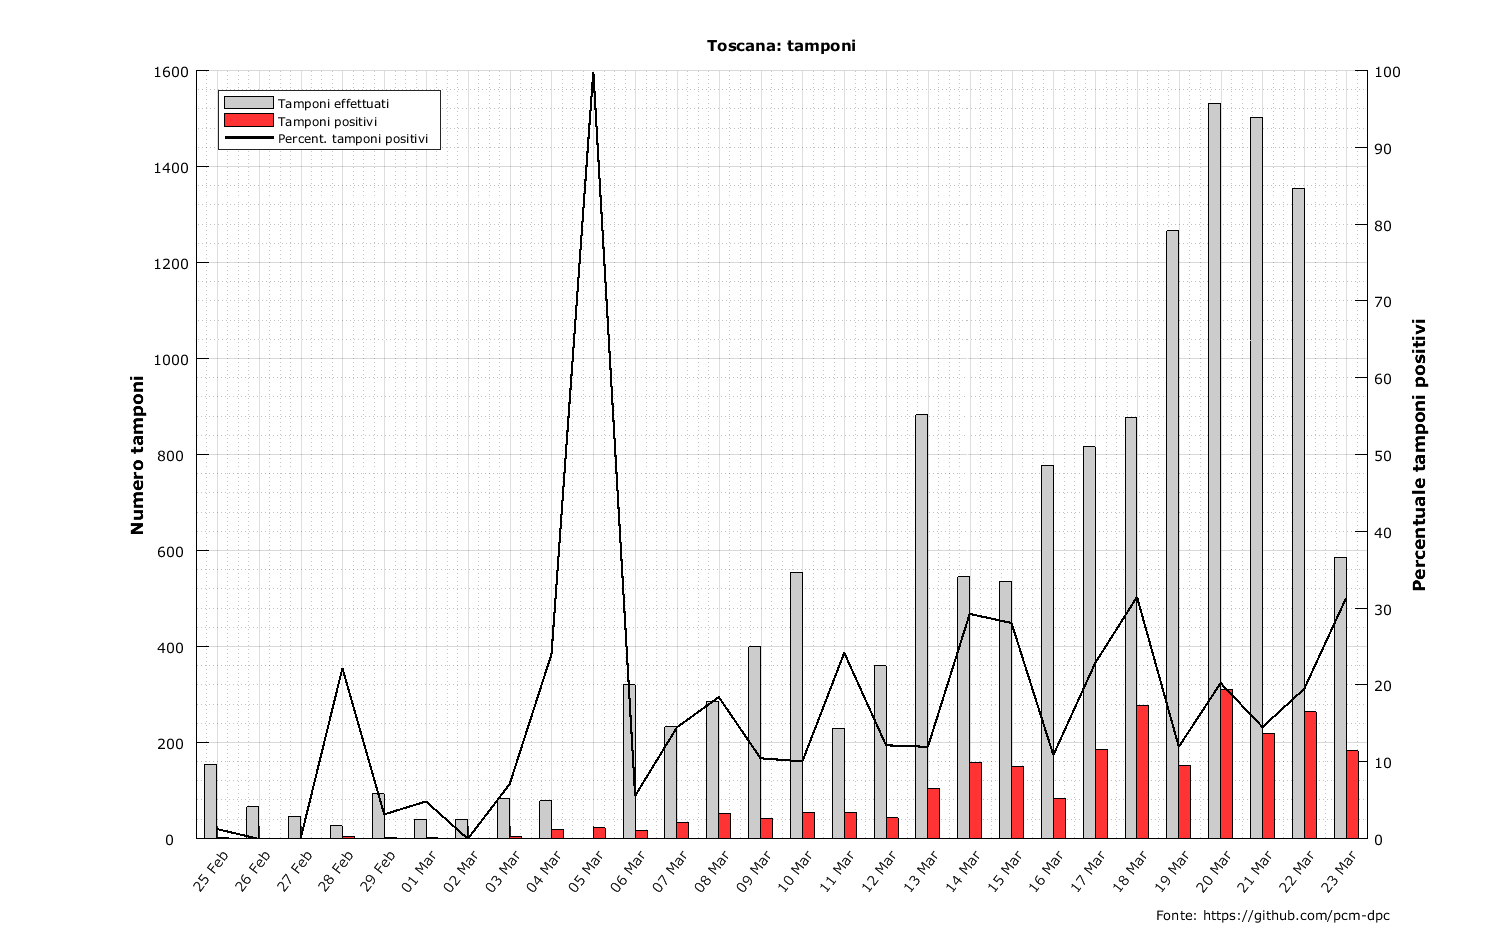 Toscana: tamponi
Tamponi effettuati
Tamponi positivi
Percent. tamponi positivi
Numero tamponi
1600
1400
1200
1000
800
600
400
200
0
Percentuale tamponi positivi
100
90
80
70
60
50
40
30
20
10
0
25 Feb
26 Feb
27 Feb
28 Feb
29 Feb
01 Mar
02 Mar
03 Mar
04 Mar
05 Mar
06 Mar
07 Mar
08 Mar
09 Mar
10 Mar
11 Mar
12 Mar
13 Mar
14 Mar
15 Mar
16 Mar
17 Mar
18 Mar
19 Mar
20 Mar
21 Mar
22 Mar
23 Mar
Fonte: https://github.com/pcm-dpc